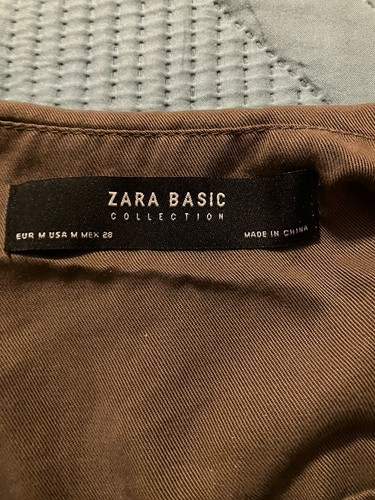 ZARA BASIC
COLLECTION
EUR M USA M MEX 28 MADE IN CHINA